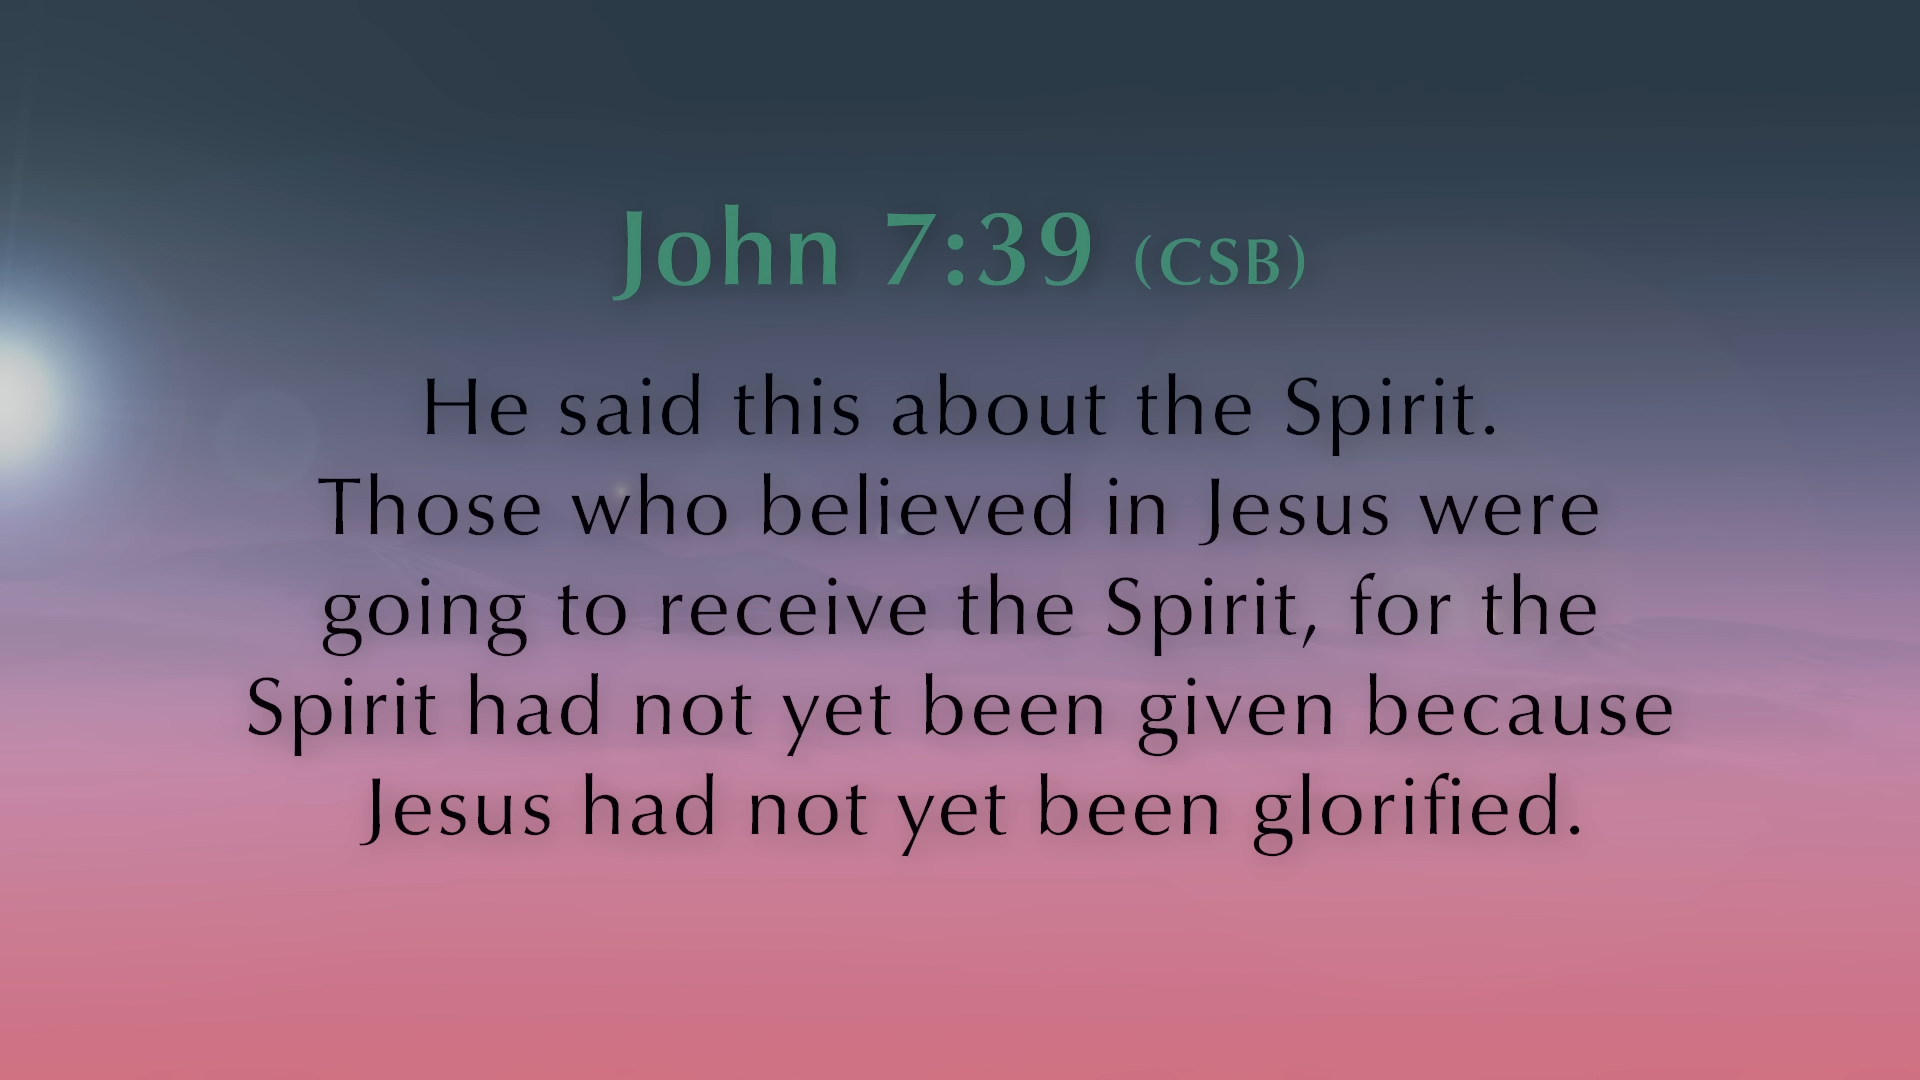 John 7:39 (CSB)
He said this about the Spirit.
Those who believed in Jesus were
going to receive the Spirit, for the
Spirit had not yet been given because
Jesus had not yet been glorified.